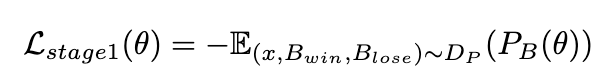 ℒ_{stage1}(θ) = −𝔼_{(x,B_{win},B_{lose})∼D_P}(P_B(θ))